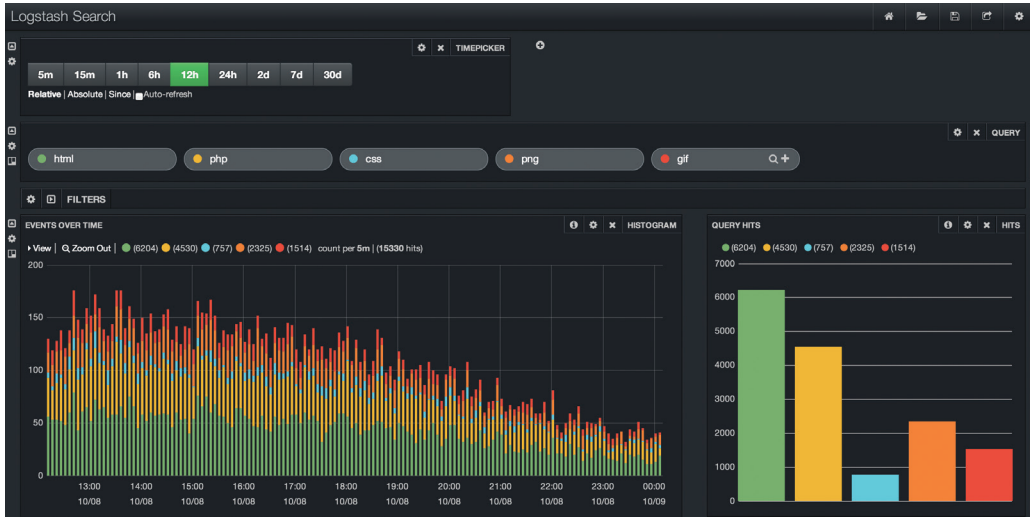 Logstash Search
TIMEPICKER
5m 15m 1h 6h 12h 24h 2d 7d 30d
Relative | Absolute | Since | Auto-refresh
QUERY
html php css png gif
FILTERS
EVENTS OVER TIME HISTOGRAM
View | Zoom Out | (6204) (4530) (757) (2325) (1514) count per 5m | (15330 hits)
200
150
100
50
0
13:00 14:00 15:00 16:00 17:00 18:00 19:00 20:00 21:00 22:00 23:00 00:00
10/08 10/08 10/08 10/08 10/08 10/08 10/08 10/08 10/08 10/08 10/08 10/09
QUERY HITS HITS
(6204) (4530) (757) (2325) (1514)
7000
6000
5000
4000
3000
2000
1000
0